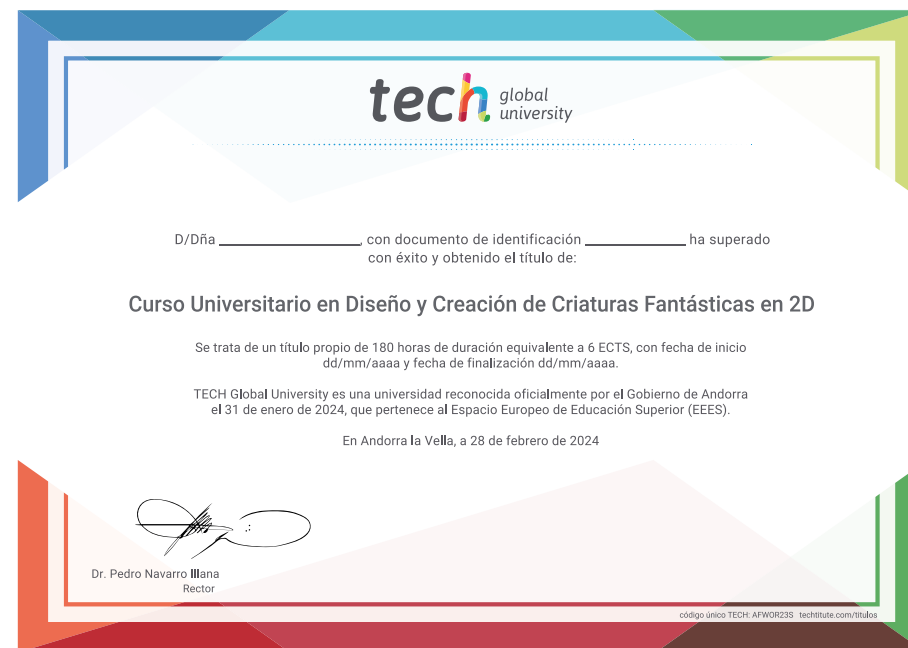 tech global
university
D/Dña ____________, con documento de identificación ____________ ha superado
con éxito y obtenido el título de:
Curso Universitario en Diseño y Creación de Criaturas Fantásticas en 2D
Se trata de un título propio de 180 horas de duración equivalente a 6 ECTS, con fecha de inicio
dd/mm/aaaa y fecha de finalización dd/mm/aaaa.
TECH Global University es una universidad reconocida oficialmente por el Gobierno de Andorra
el 31 de enero de 2024, que pertenece al Espacio Europeo de Educación Superior (EEES).
En Andorra la Vella, a 28 de febrero de 2024
Dr. Pedro Navarro Illana
Rector
código único TECH: AFWOR23S techtitute.com/titulos